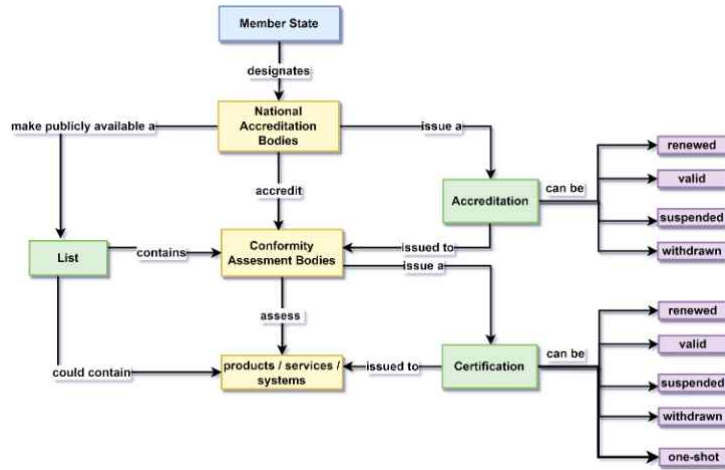 Member State
designates
National
Accreditation
Bodies
make publicly available a
issue a
renewed
accredit
Accreditation
can be
valid
suspended
withdrawn
List
contains
Conformity
Assesment Bodies
issued to
issue a
renewed
assess
valid
could contain
products / services /
systems
issued to
Certification
can be
suspended
withdrawn
one-shot